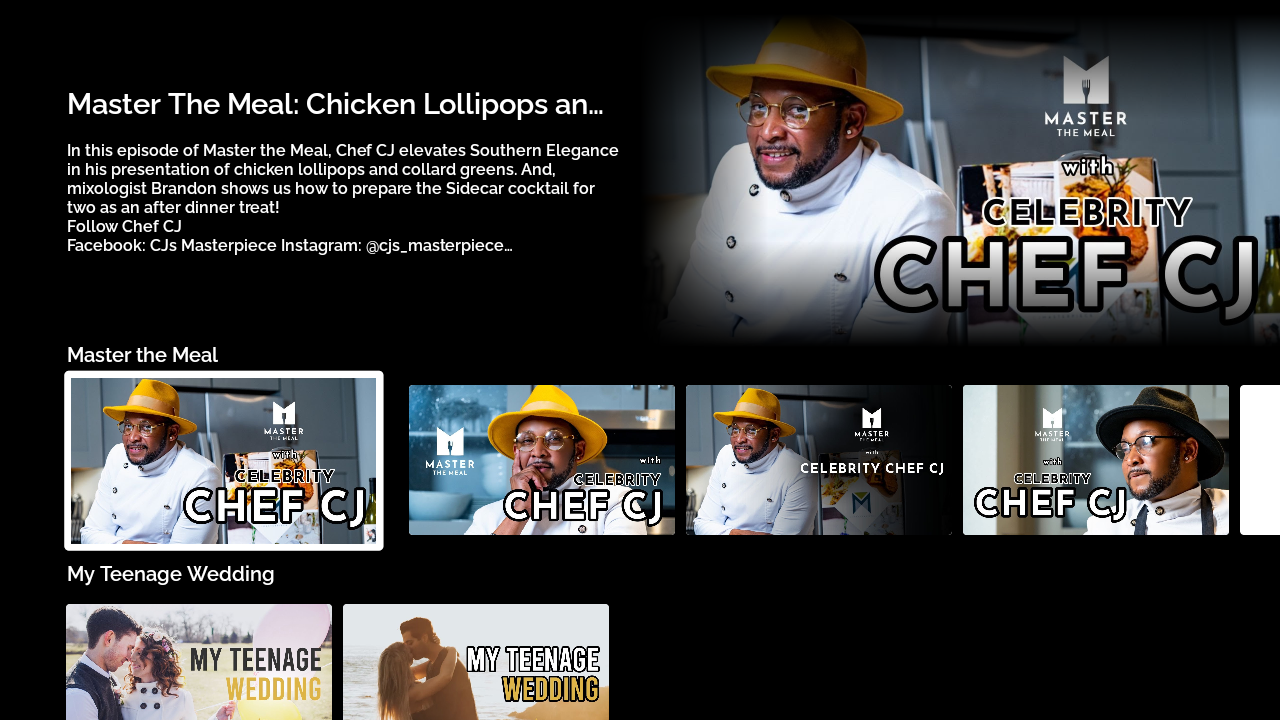 Master The Meal: Chicken Lollipops an...
In this episode of Master the Meal, Chef CJ elevates Southern Elegance
in his presentation of chicken lollipops and collard greens. And,
mixologist Brandon shows us how to prepare the Sidecar cocktail for
two as an after dinner treat!
Follow Chef CJ
Facebook: CJs Masterpiece Instagram: @cjs_masterpiece...
MASTER
THE MEAL
with
CELEBRITY
CHEF CJ
Master the Meal
MASTER
THE MEAL
with
CELEBRITY
CHEF CJ
MASTER
THE MEAL
with
CELEBRITY
CHEF CJ
MASTER
THE MEAL
with
CELEBRITY CHEF CJ
MASTER
THE MEAL
with
CELEBRITY
CHEF CJ
My Teenage Wedding
MY TEENAGE
WEDDING
MY TEENAGE
WEDDING